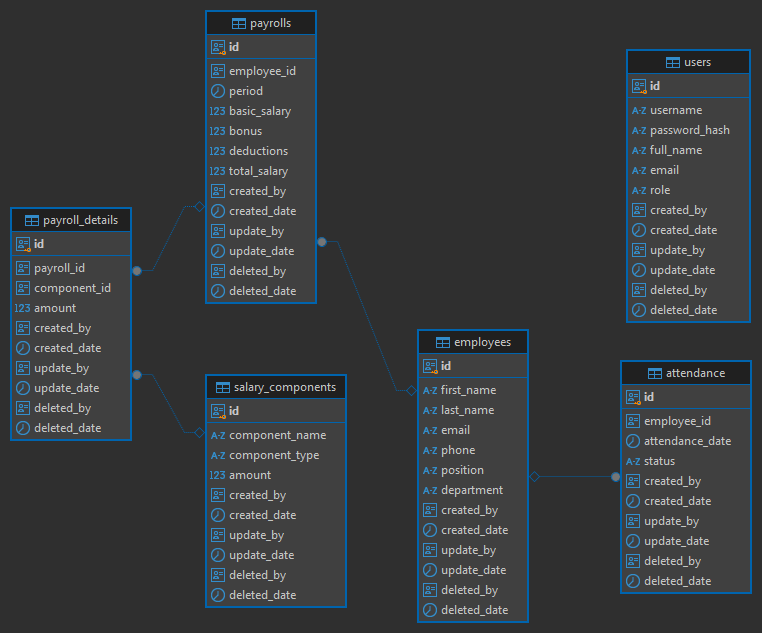 payrolls
id
employee_id
period
123 basic_salary
123 bonus
123 deductions
123 total_salary
created_by
created_date
update_by
update_date
deleted_by
deleted_date
users
id
A-Z username
A-Z password_hash
A-Z full_name
A-Z email
A-Z role
created_by
created_date
update_by
update_date
deleted_by
deleted_date
payroll_details
id
payroll_id
component_id
123 amount
created_by
created_date
update_by
update_date
deleted_by
deleted_date
salary_components
id
A-Z component_name
A-Z component_type
123 amount
created_by
created_date
update_by
update_date
deleted_by
deleted_date
employees
id
A-Z first_name
A-Z last_name
A-Z email
A-Z phone
A-Z position
A-Z department
created_by
created_date
update_by
update_date
deleted_by
deleted_date
attendance
id
employee_id
attendance_date
A-Z status
created_by
created_date
update_by
update_date
deleted_by
deleted_date